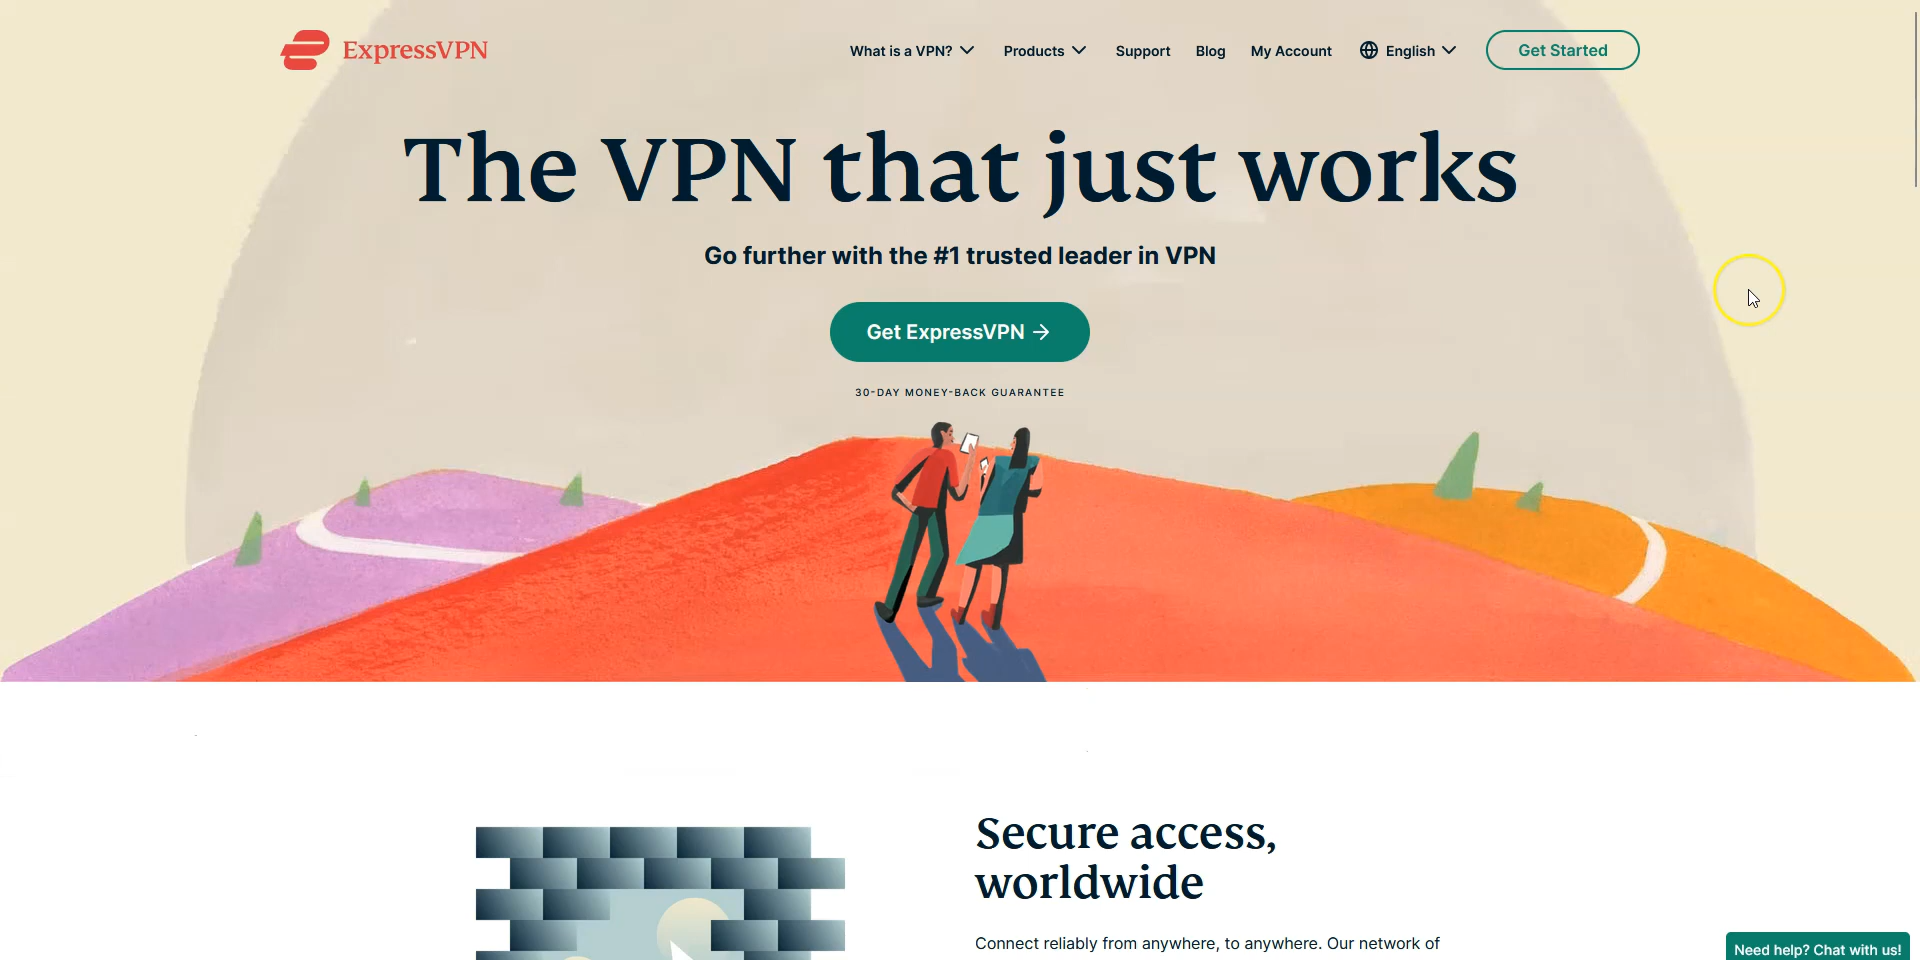 ExpressVPN
What is a VPN?
Products
Support
Blog
My Account
English
Get Started
The VPN that just works
Go further with the #1 trusted leader in VPN
Get ExpressVPN →
30-DAY MONEY-BACK GUARANTEE
Secure access,
worldwide
Connect reliably from anywhere, to anywhere. Our network of
Need help? Chat with us!